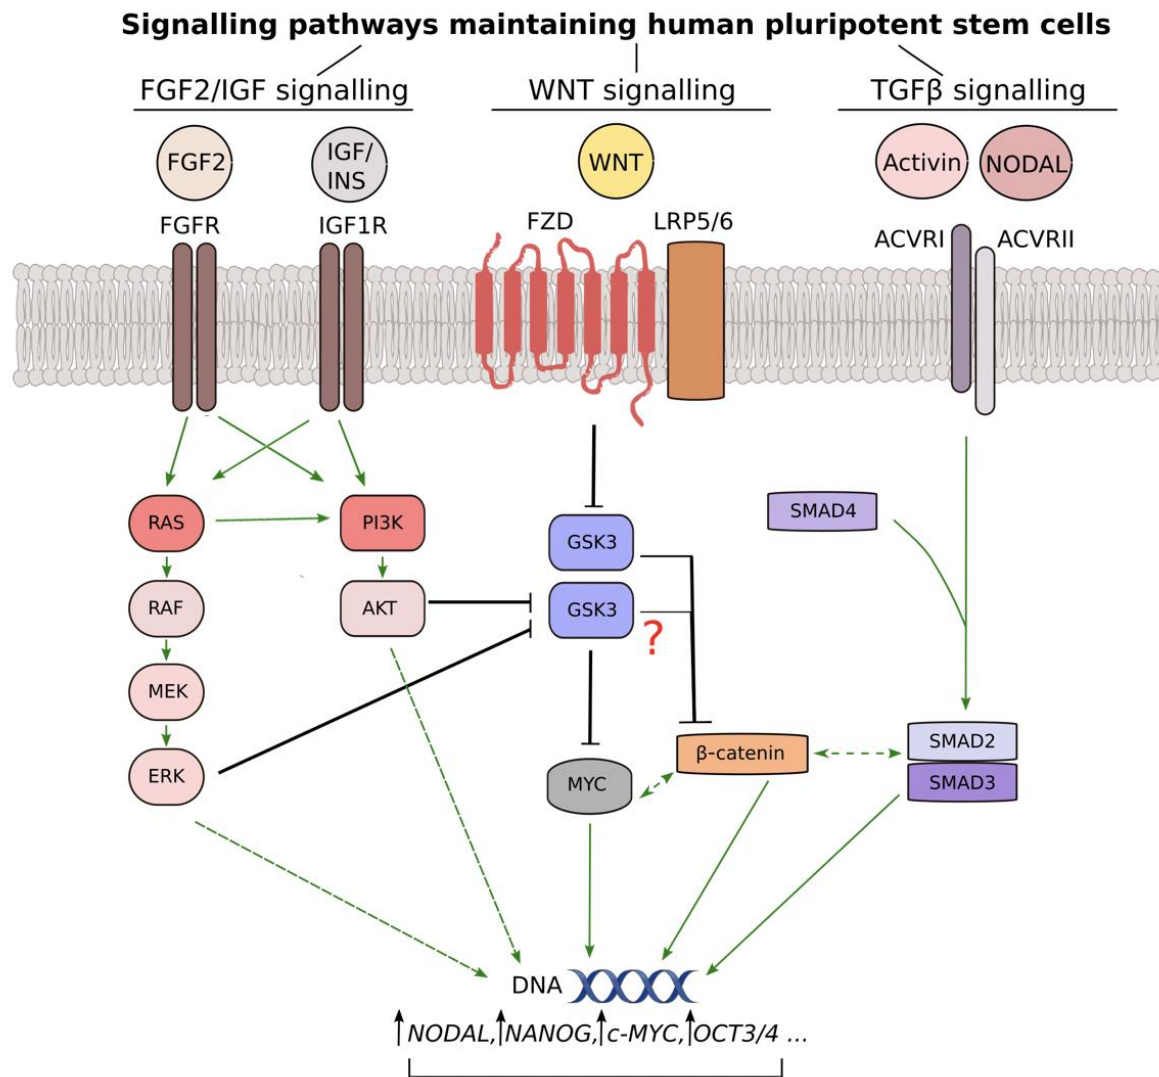 Signalling pathways maintaining human pluripotent stem cells
FGF2/IGF signalling
WNT signalling
TGFβ signalling
FGF2
IGF/
INS
WNT
Activin
NODAL
FGFR
IGF1R
FZD
LRP5/6
ACVRI
ACVRII
RAS
PI3K
GSK3
SMAD4
RAF
AKT
GSK3
?
MEK
ERK
MYC
β-catenin
SMAD2
SMAD3
DNA
NODAL, NANOG, c-MYC, OCT3/4 ...